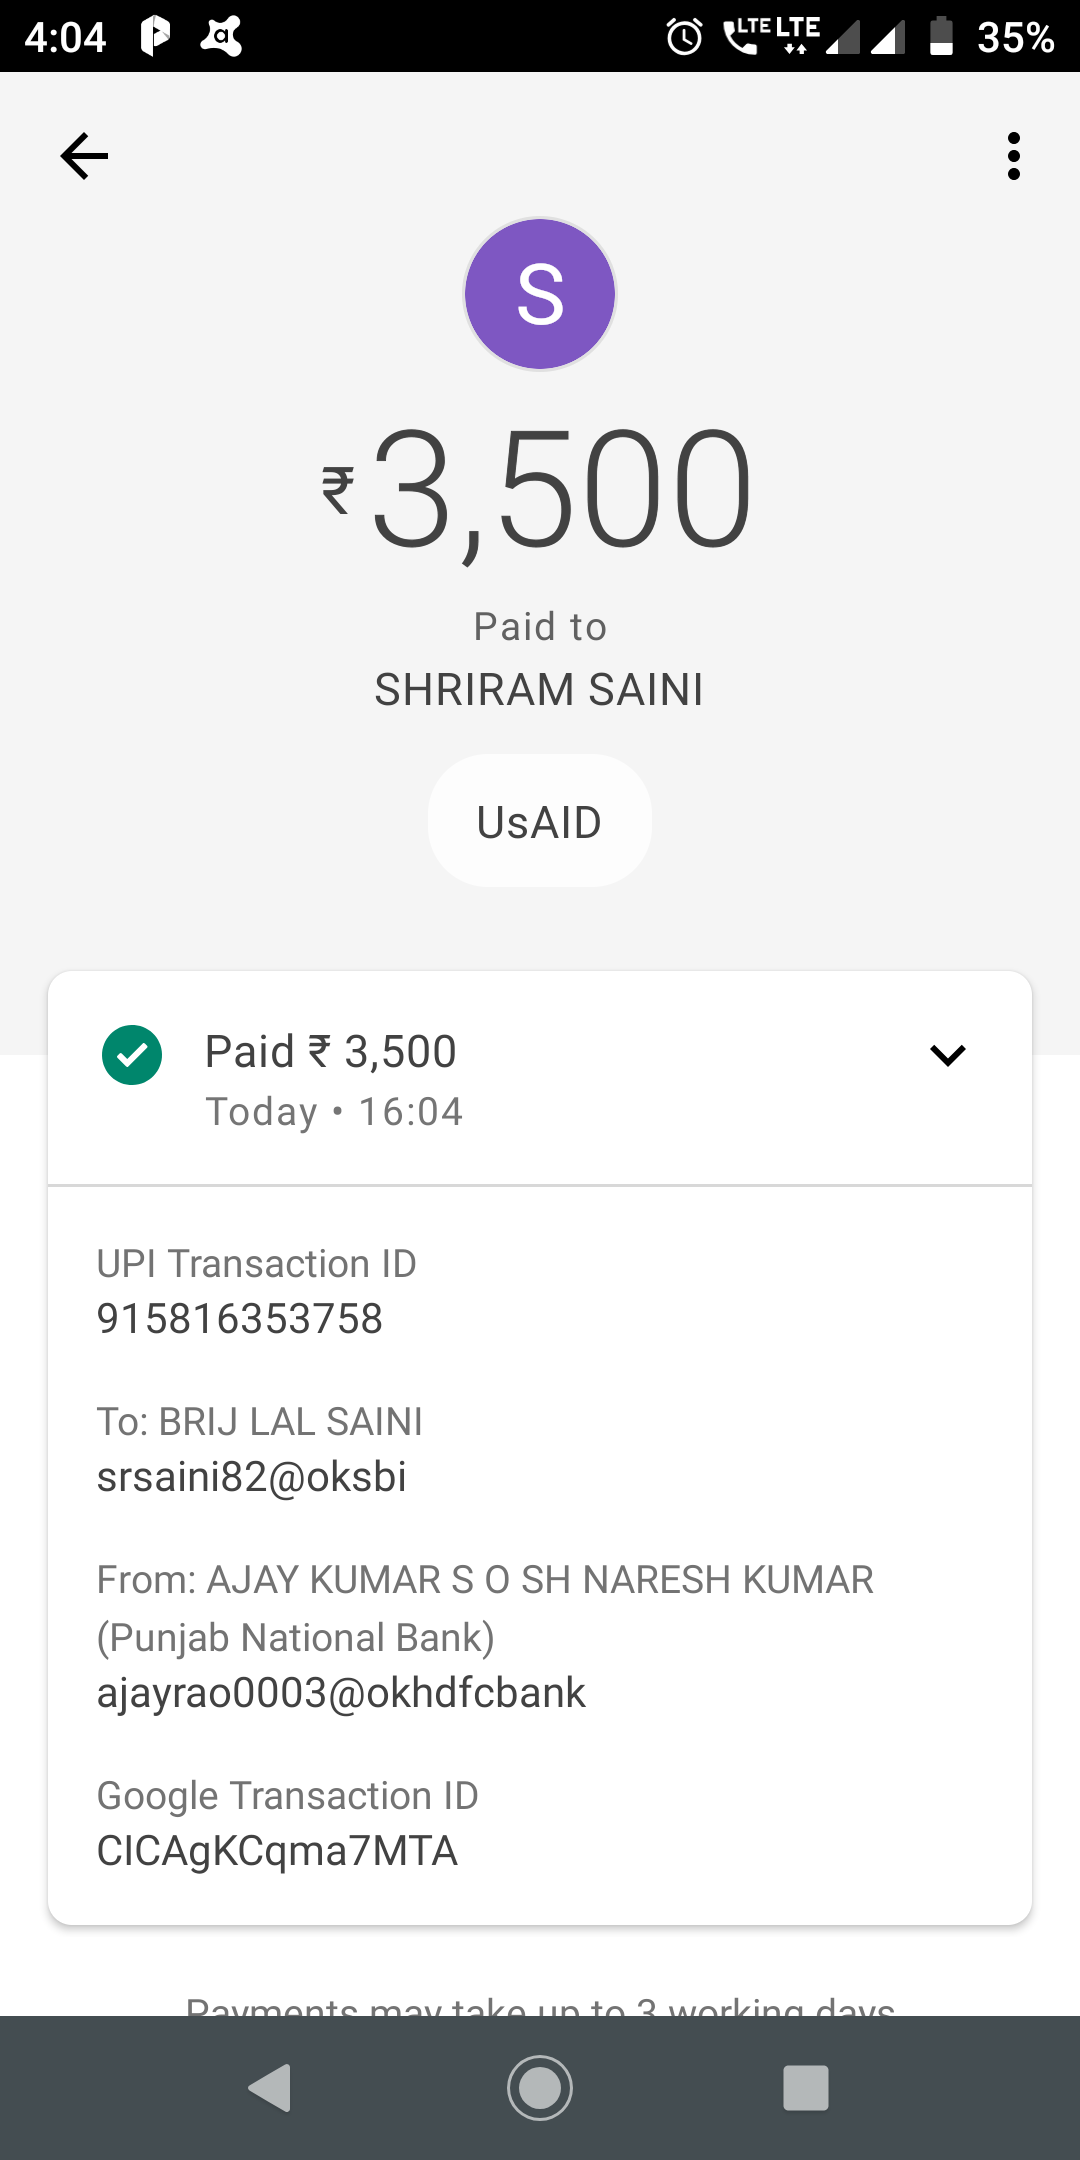 4:04 LTE LTE 35%
S
₹3,500
Paid to
SHRIRAM SAINI
UsAID
Paid ₹ 3,500
Today • 16:04
UPI Transaction ID
915816353758
To: BRIJ LAL SAINI
srsaini82@oksbi
From: AJAY KUMAR S O SH NARESH KUMAR
(Punjab National Bank)
ajayrao0003@okhdfcbank
Google Transaction ID
CICAgKCqma7MTA
Payments may take up to 3 working days